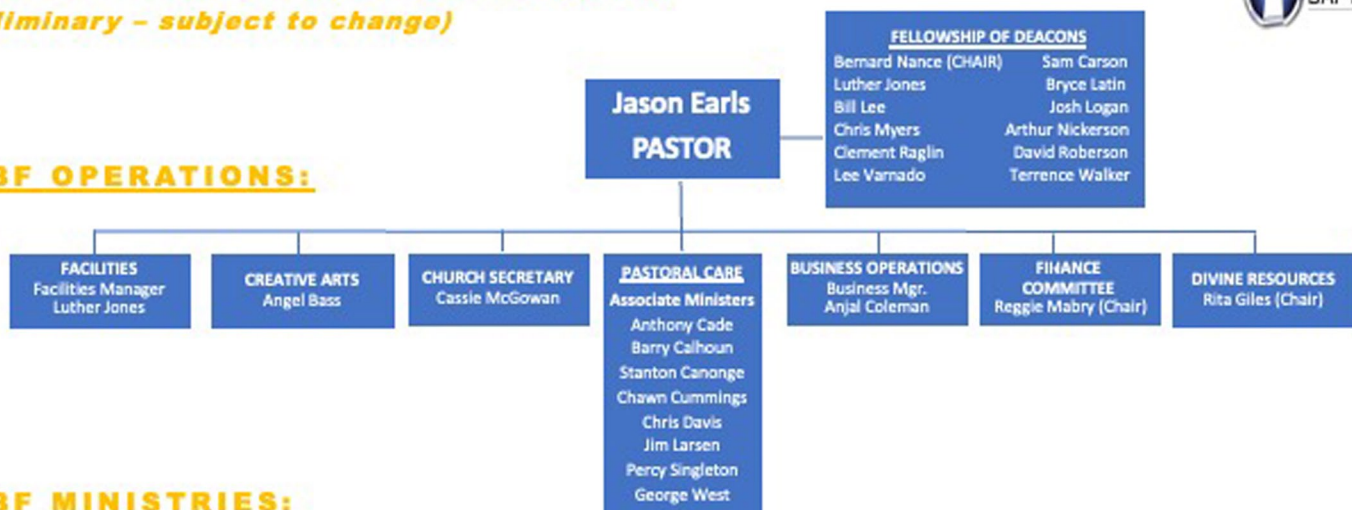 – subject to change)
FELLOWSHIP OF DEACONS
Bernard Nance (CHAIR) Sam Carson
Luther Jones Bryce Latin
Bill Lee Josh Logan
Chris Myers Arthur Nickerson
Clement Raglin David Roberson
Lee Varnado Terrence Walker
Jason Earls
PASTOR
OPERATIONS:
FACILITIES
Facilities Manager
Luther Jones
CREATIVE ARTS
Angel Bass
CHURCH SECRETARY
Cassie McGowan
PASTORAL CARE
Associate Ministers
Anthony Cade
Barry Calhoun
Stanton Canonge
Chawn Cummings
Chris Davis
Jim Larsen
Percy Singleton
George West
BUSINESS OPERATIONS
Business Mgr.
Anjal Coleman
FINANCE
COMMITTEE
Reggie Mabry (Chair)
DIVINE RESOURCES
Rita Giles (Chair)
MINISTRIES: